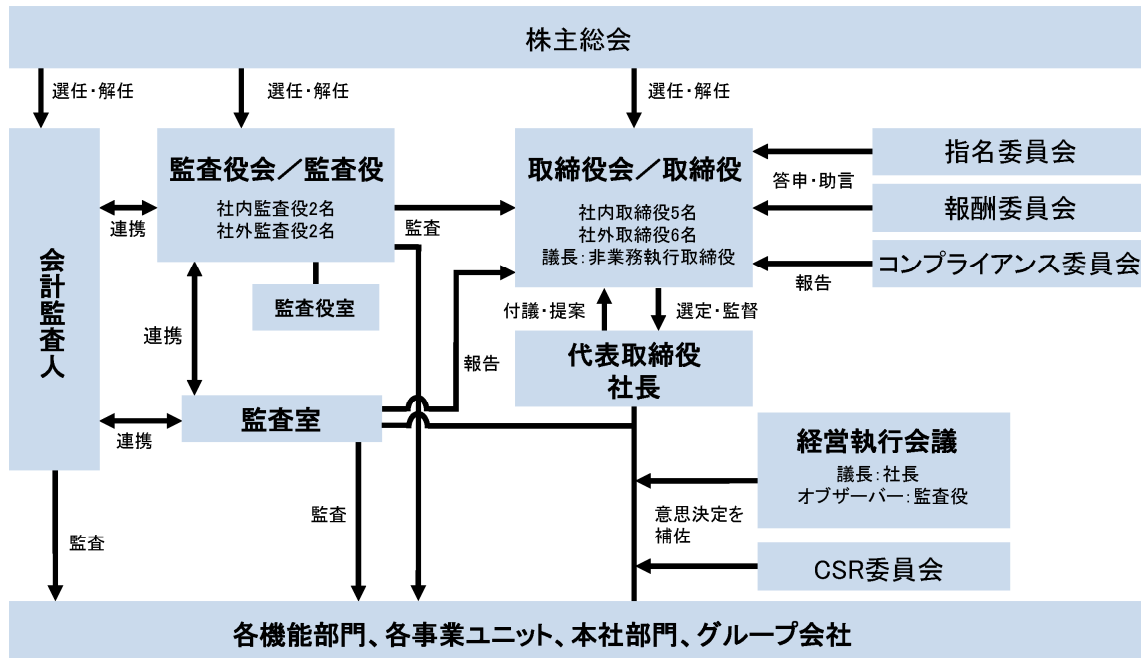 株主総会
選任・解任
選任・解任
選任・解任
監査役会／監査役
社内監査役2名
社外監査役2名
取締役会／取締役
社内取締役5名
社外取締役6名
議長：非業務執行取締役
指名委員会
答申・助言
報酬委員会
コンプライアンス委員会
報告
連携
監査
会計監査人
監査役室
付議・提案
選定・監督
連携
報告
代表取締役
社長
監査室
連携
経営執行会議
議長：社長
オブザーバー：監査役
監査
監査
意思決定を
補佐
CSR委員会
各機能部門、各事業ユニット、本社部門、グループ会社